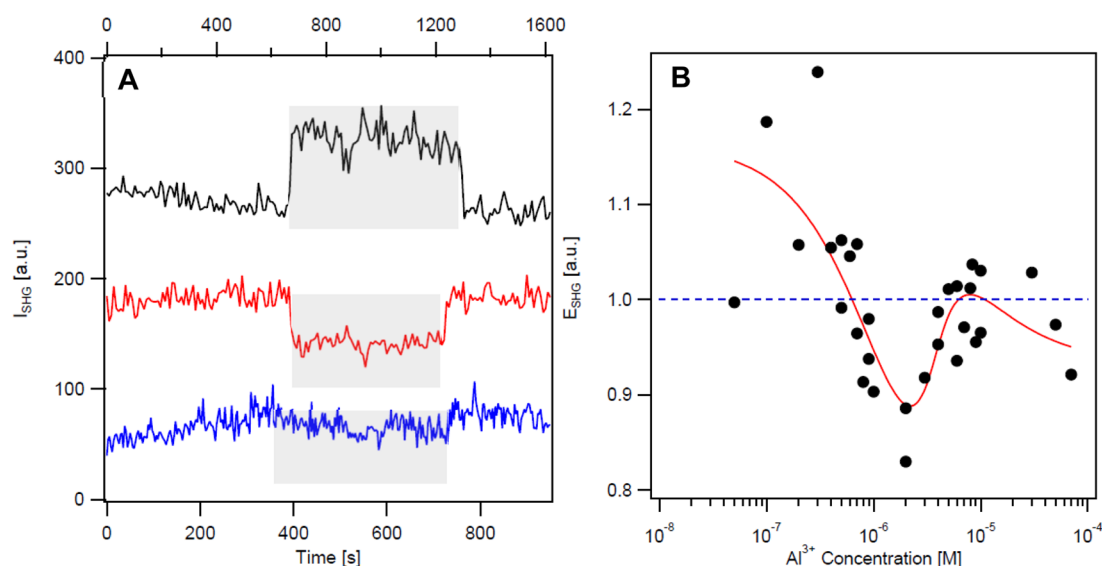 0 400 800 1200 1600
A
400
300
200
100
0
I_SHG [a.u.]
0 200 400 600 800
Time [s]
B
1.2
1.1
1.0
0.9
0.8
E_SHG [a.u.]
10⁻⁸ 10⁻⁷ 10⁻⁶ 10⁻⁵ 10⁻⁴
Al³⁺ Concentration [M]